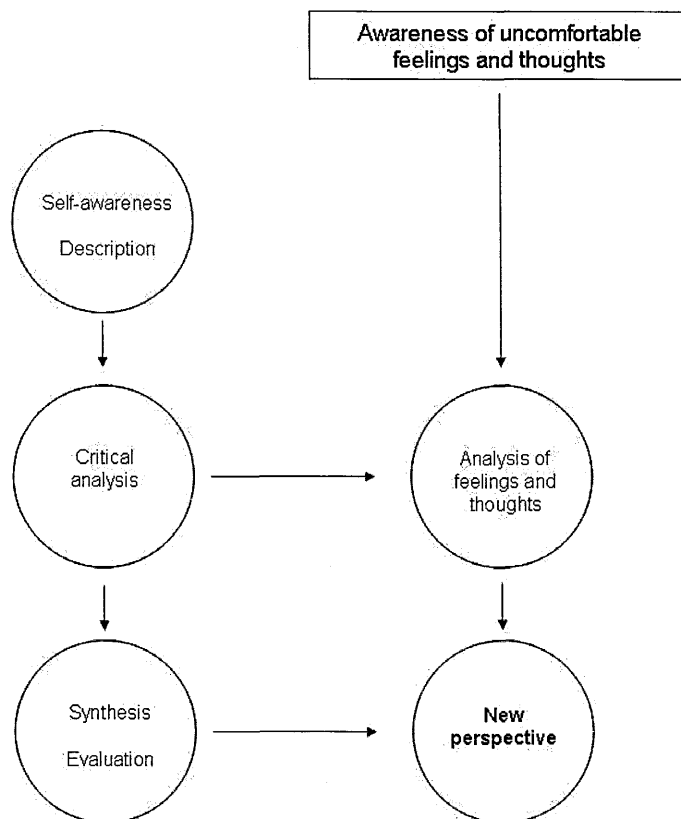 Awareness of uncomfortable
feelings and thoughts
Self-awareness
Description
Critical
analysis
Analysis of
feelings and
thoughts
Synthesis
Evaluation
New
perspective